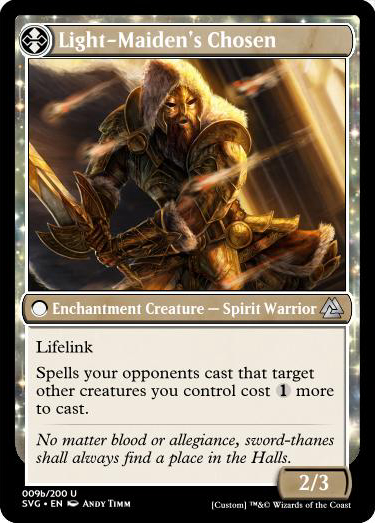 Light-Maiden's Chosen
Enchantment Creature — Spirit Warrior
Lifelink
Spells your opponents cast that target
other creatures you control cost 1 more
to cast.
No matter blood or allegiance, sword-thanes
shall always find a place in the Halls.
2/3
009b/200 U
SVG • EN Andy Timm
[Custom] ™&© Wizards of the Coast